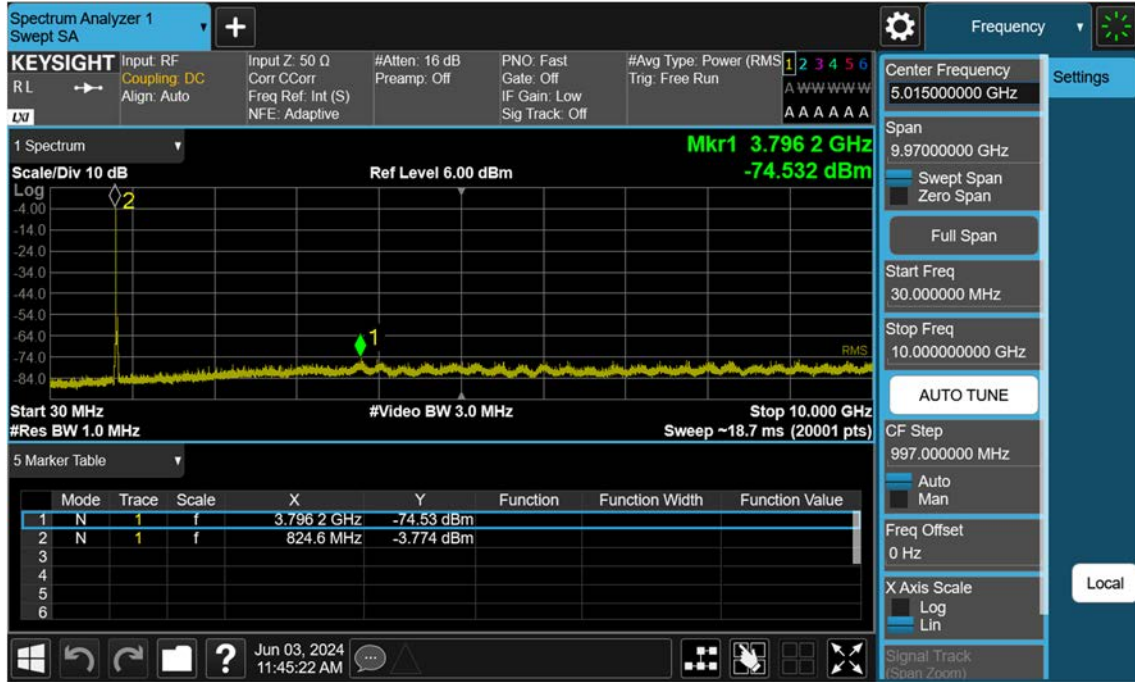 Spectrum Analyzer 1
Swept SA
Frequency
KEYSIGHT
RL
LXI
Input: RF
Coupling: DC
Align: Auto
Input Z: 50 Ω
Corr CCorr
Freq Ref: Int (S)
NFE: Adaptive
#Atten: 16 dB
Preamp: Off
PNO: Fast
Gate: Off
IF Gain: Low
Sig Track: Off
#Avg Type: Power (RMS
Trig: Free Run
1 2 3 4 5 6
A W W W W W
A A A A A A
1 Spectrum
Mkr1 3.796 2 GHz
Scale/Div 10 dB
Ref Level 6.00 dBm
-74.532 dBm
Log
-4.00
-14.0
-24.0
-34.0
-44.0
-54.0
-64.0
-74.0
-84.0
2
1
RMS
Start 30 MHz
#Video BW 3.0 MHz
Stop 10.000 GHz
#Res BW 1.0 MHz
Sweep ~18.7 ms (20001 pts)
5 Marker Table
Mode Trace Scale X Y Function Function Width Function Value
1 N 1 f 3.796 2 GHz -74.53 dBm
2 N 1 f 824.6 MHz -3.774 dBm
3
4
5
6
?
Jun 03, 2024
11:45:22 AM
Center Frequency
5.015000000 GHz
Settings
Span
9.97000000 GHz
Swept Span
Zero Span
Full Span
Start Freq
30.000000 MHz
Stop Freq
10.000000000 GHz
AUTO TUNE
CF Step
997.000000 MHz
Auto
Man
Freq Offset
0 Hz
X Axis Scale
Log
Lin
Local
Signal Track
(Span Zoom)